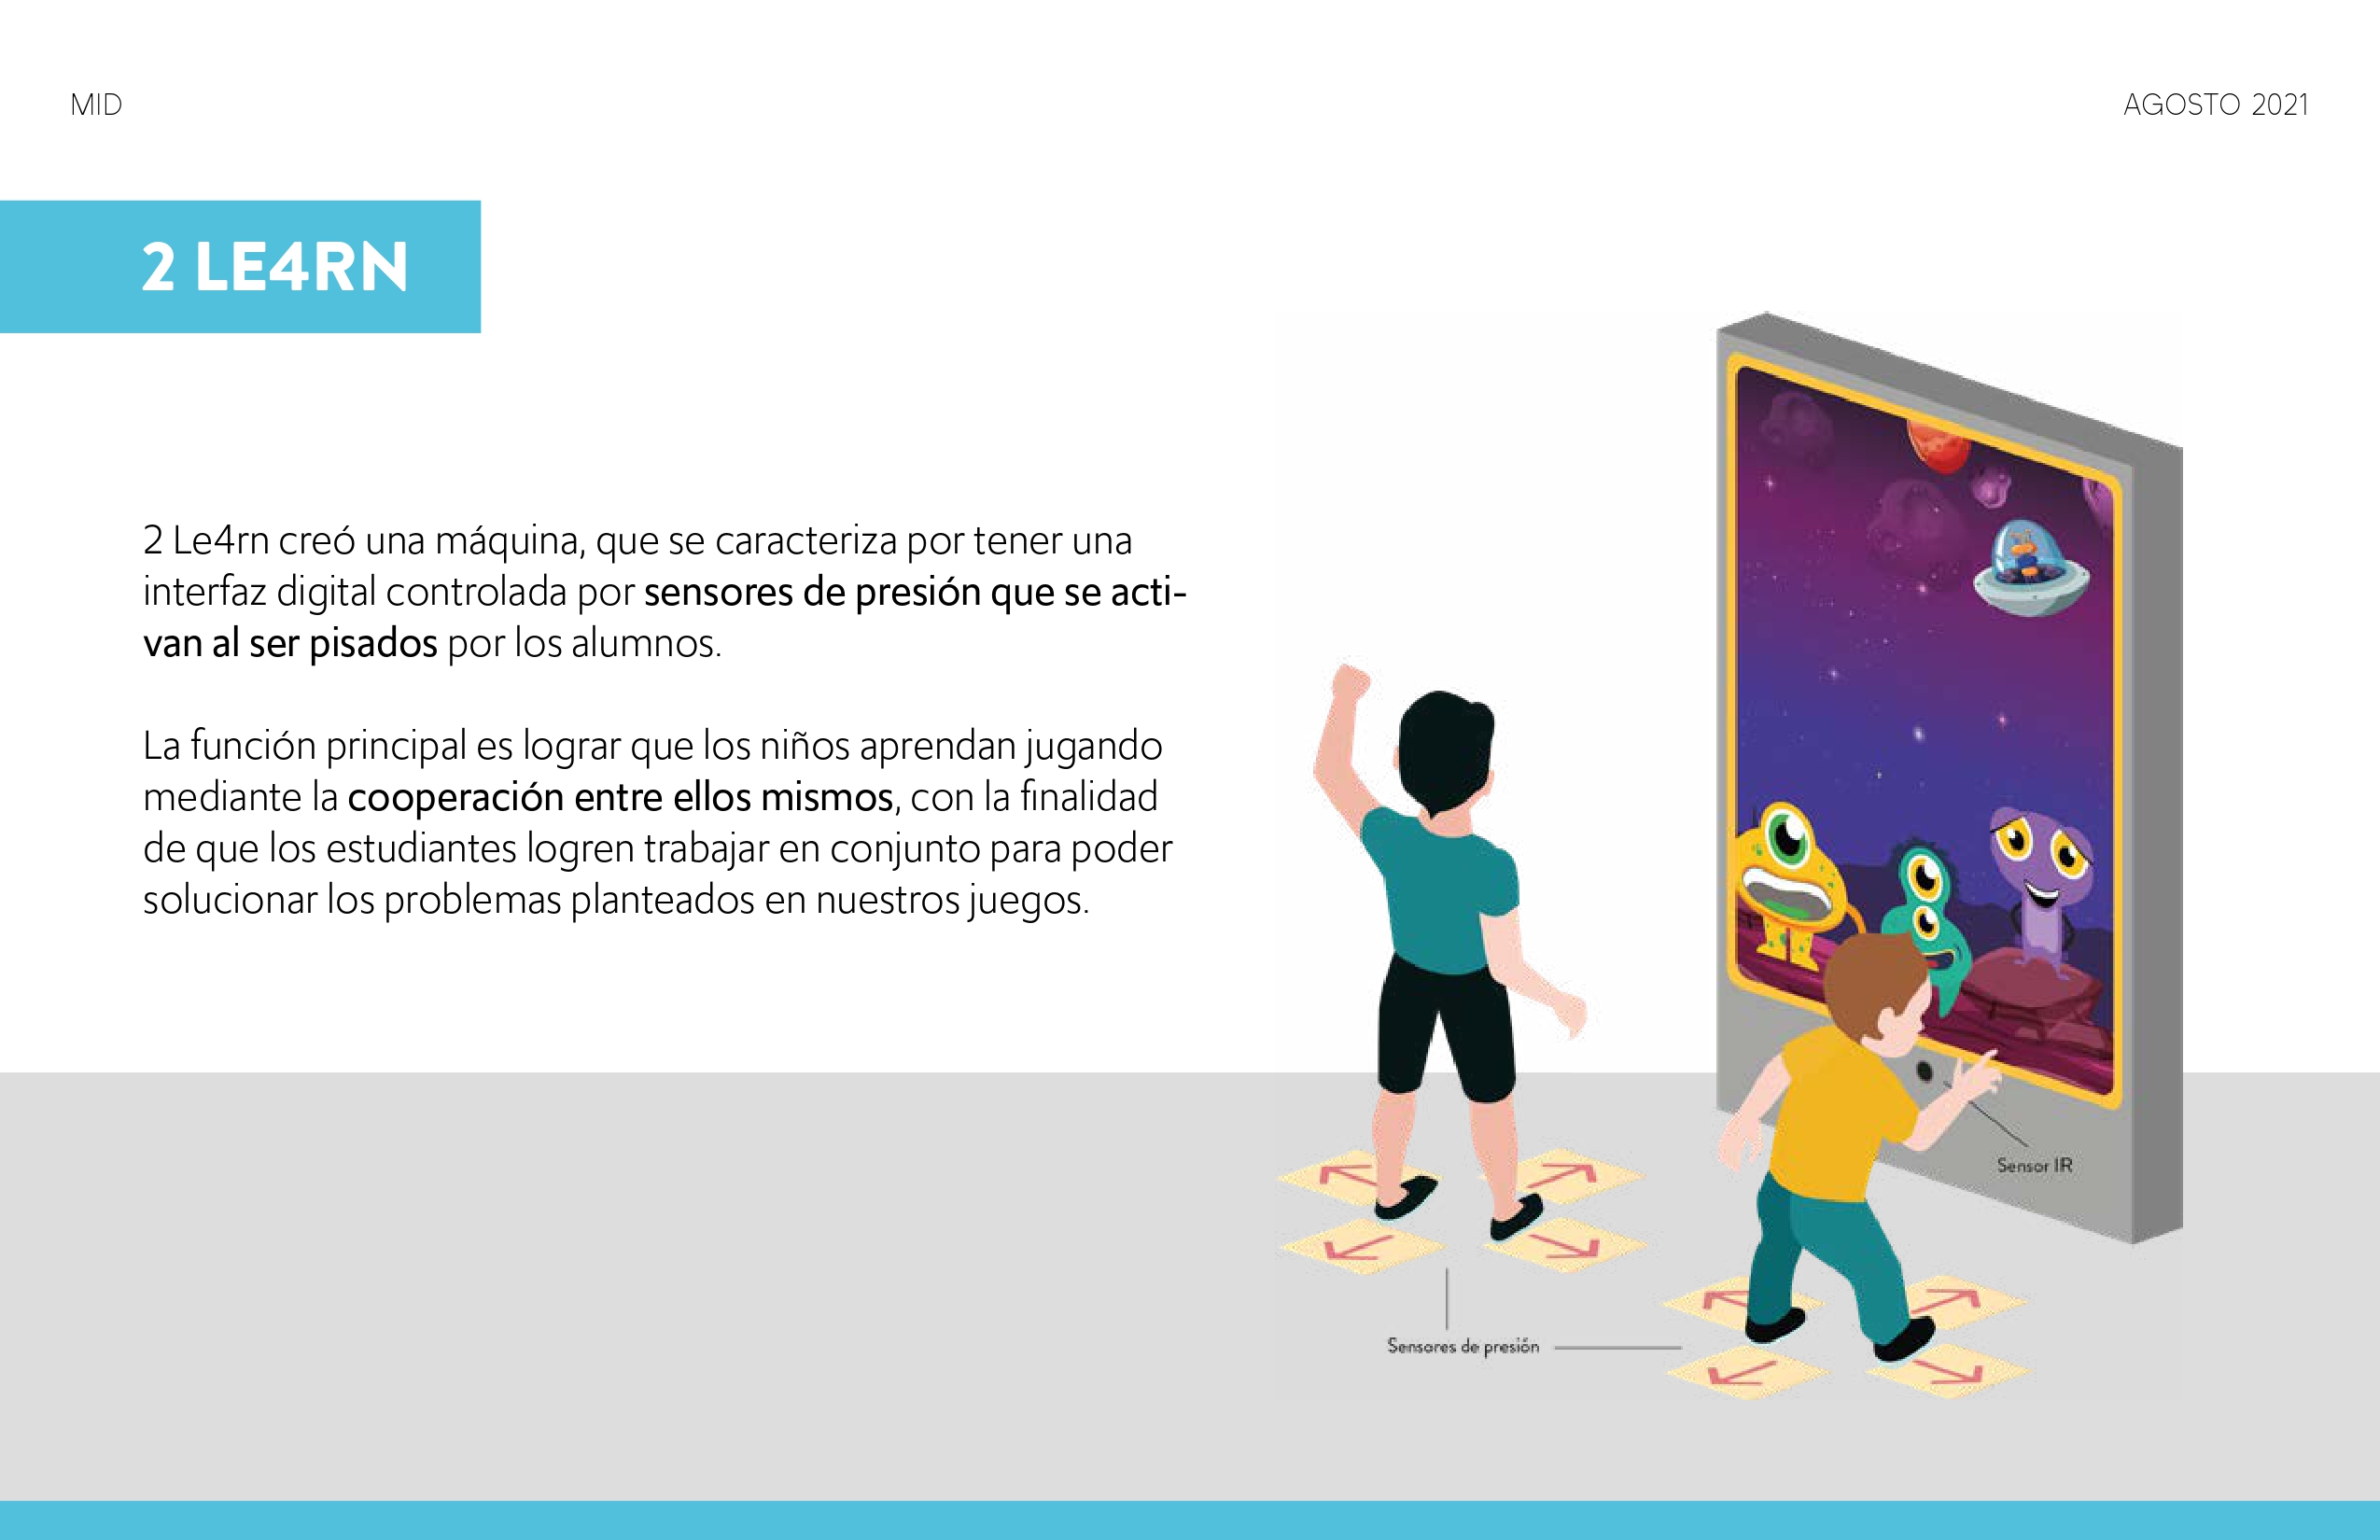 MID
AGOSTO 2021
2 LE4RN
2 Le4rn creó una máquina, que se caracteriza por tener una
interfaz digital controlada por sensores de presión que se acti-
van al ser pisados por los alumnos.
La función principal es lograr que los niños aprendan jugando
mediante la cooperación entre ellos mismos, con la finalidad
de que los estudiantes logren trabajar en conjunto para poder
solucionar los problemas planteados en nuestros juegos.
Sensor IR
Sensores de presión